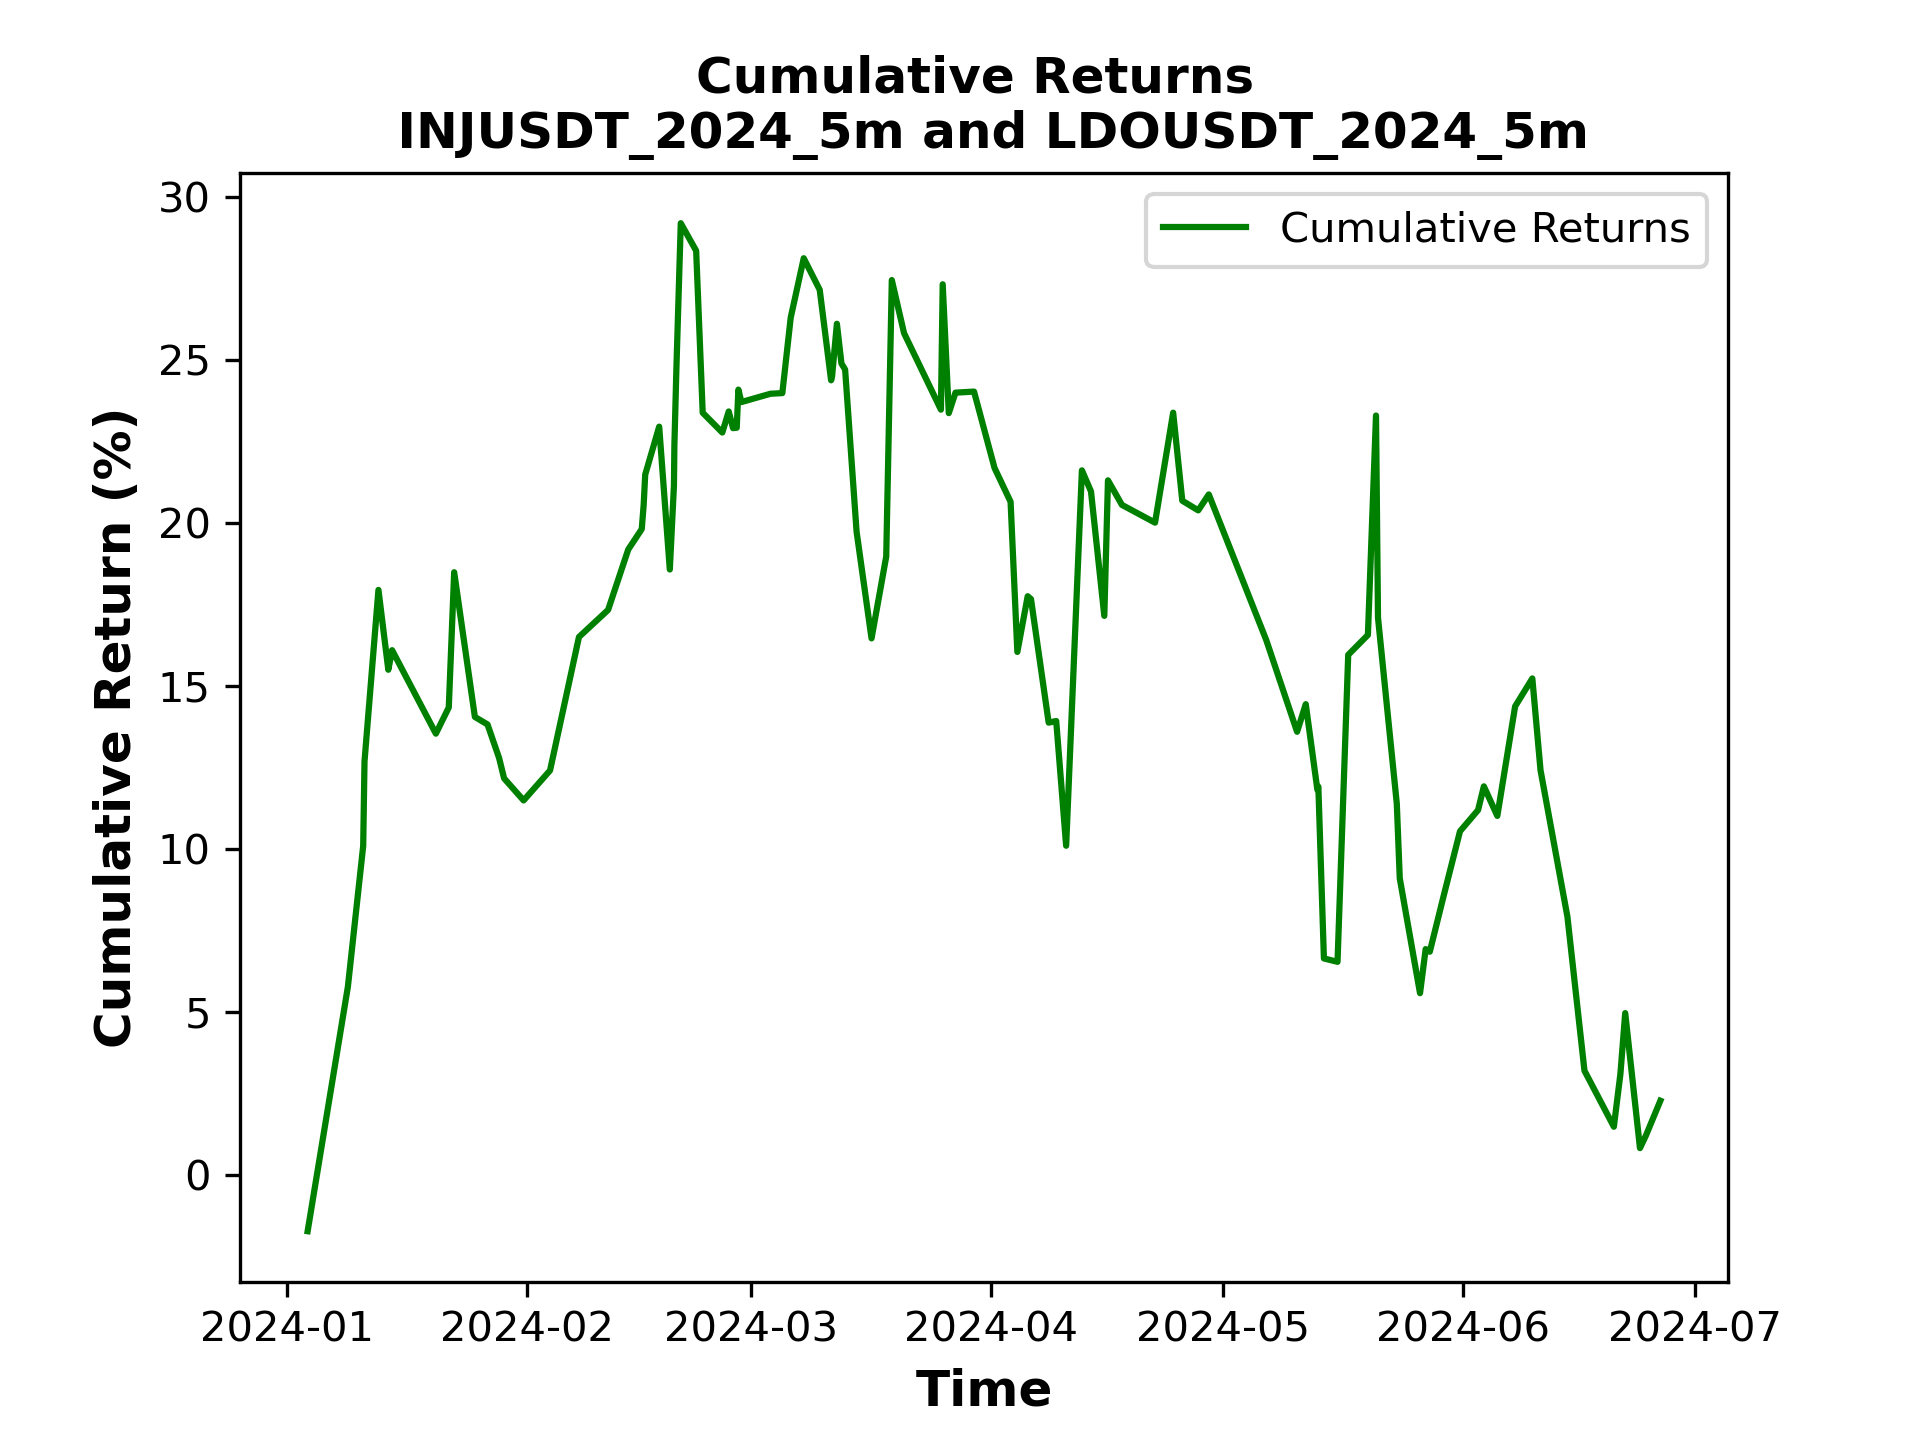 Cumulative Returns
INJUSDT_2024_5m and LDOUSDT_2024_5m
Cumulative Returns
Cumulative Return (%)
30
25
20
15
10
5
0
2024-01 2024-02 2024-03 2024-04 2024-05 2024-06 2024-07
Time